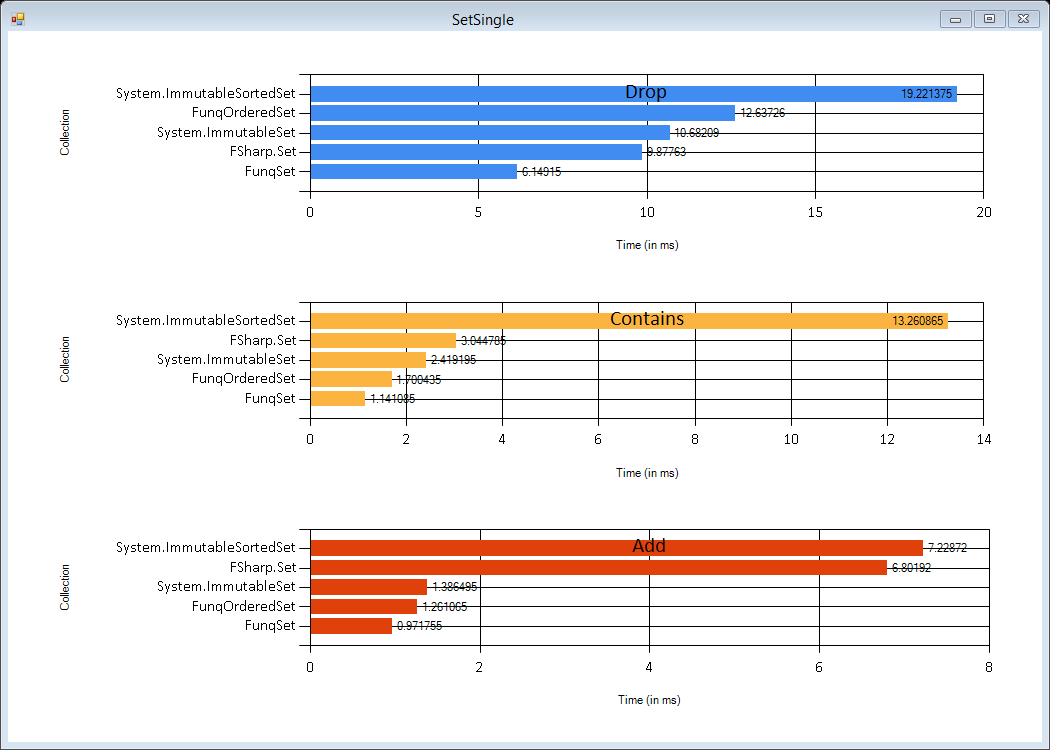 SetSingle
Drop
Collection
System.ImmutableSortedSet 19.221375
FunqOrderedSet 12.63726
System.ImmutableSet 10.68209
FSharp.Set 9.87763
FunqSet 6.14915
0 5 10 15 20
Time (in ms)
Contains
Collection
System.ImmutableSortedSet 13.260865
FSharp.Set 3.044785
System.ImmutableSet 2.419195
FunqOrderedSet 1.700435
FunqSet 1.141085
0 2 4 6 8 10 12 14
Time (in ms)
Add
Collection
System.ImmutableSortedSet 7.22872
FSharp.Set 6.80192
System.ImmutableSet 1.386495
FunqOrderedSet 1.261065
FunqSet 0.971755
0 2 4 6 8
Time (in ms)